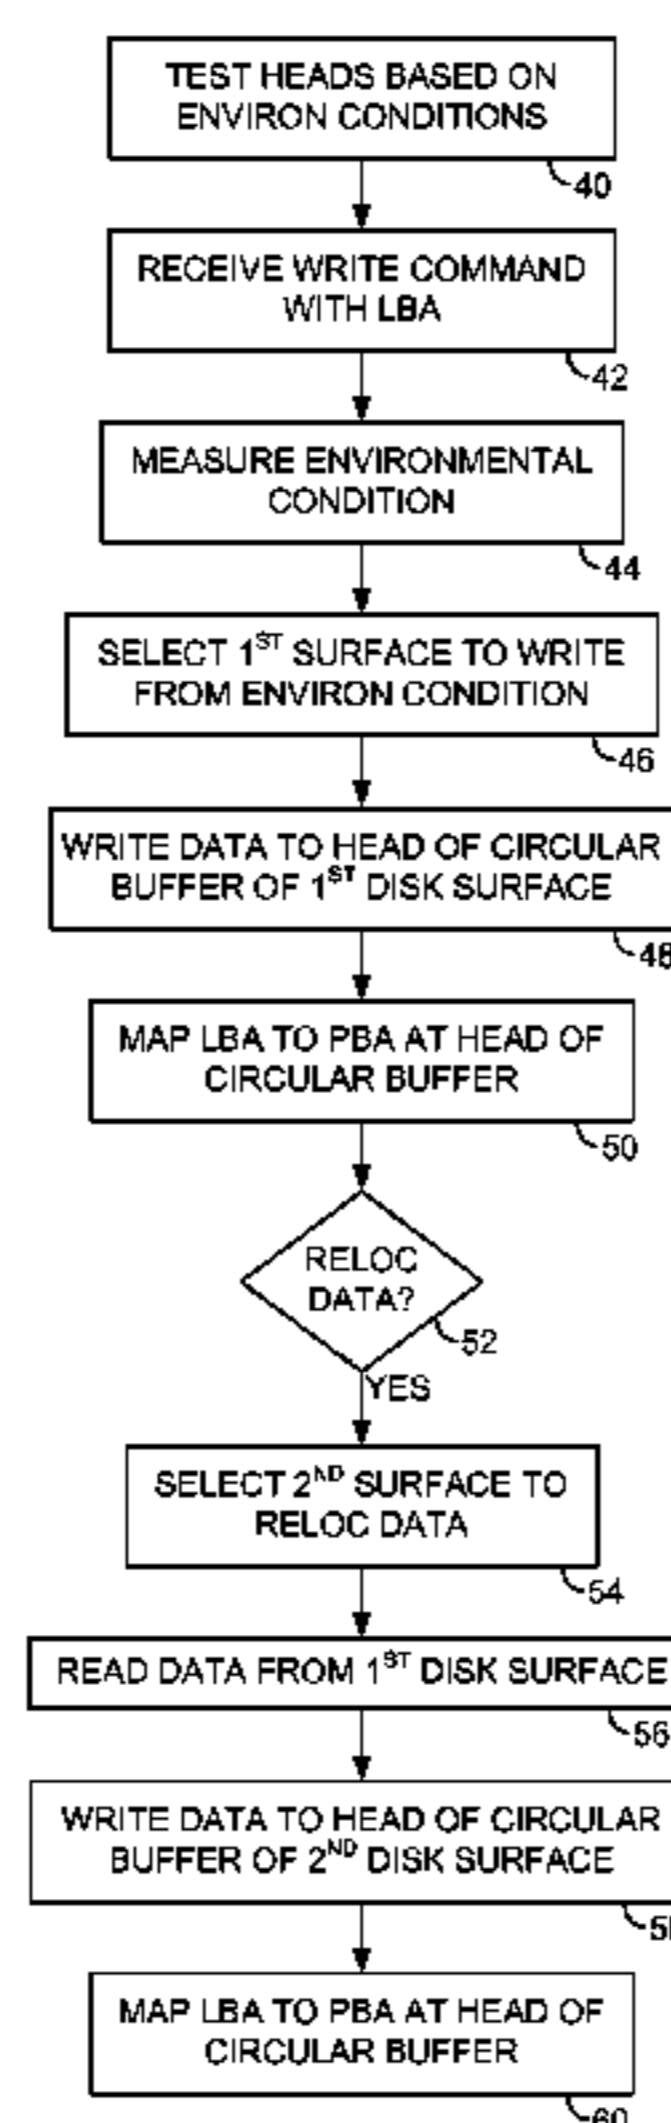 TEST HEADS BASED ON
ENVIRON CONDITIONS
40
RECEIVE WRITE COMMAND
WITH LBA
42
MEASURE ENVIRONMENTAL
CONDITION
44
SELECT 1ST SURFACE TO WRITE
FROM ENVIRON CONDITION
46
WRITE DATA TO HEAD OF CIRCULAR
BUFFER OF 1ST DISK SURFACE
48
MAP LBA TO PBA AT HEAD OF
CIRCULAR BUFFER
50
RELOC
DATA?
52
YES
SELECT 2ND SURFACE TO
RELOC DATA
54
READ DATA FROM 1ST DISK SURFACE
56
WRITE DATA TO HEAD OF CIRCULAR
BUFFER OF 2ND DISK SURFACE
MAP LBA TO PBA AT HEAD OF
CIRCULAR BUFFER
60